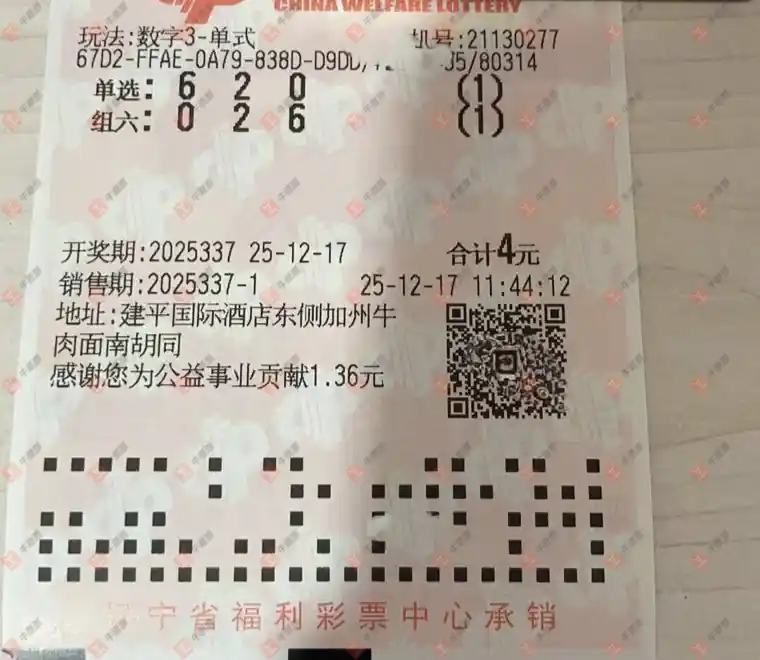 CHINA WELFARE LOTTERY
玩法:数字3-单式 机号:21130277
67D2-FFAE-0A79-838D-D9DD/ J5/80314
单选: 6 2 0 (1)
组六: 0 2 6 (1)
开奖期:2025337 25-12-17 合计4元
销售期:2025337-1 25-12-17 11:44:12
地址:建平国际酒店东侧加州牛
肉面南胡同
感谢您为公益事业贡献1.36元
辽宁省福利彩票中心承销